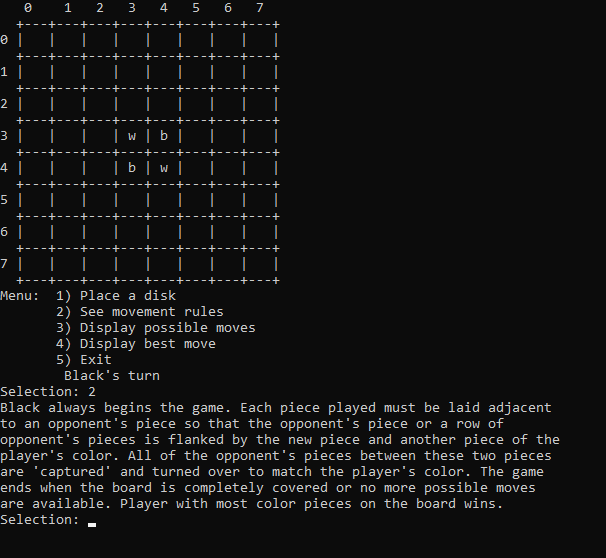 0    1   2   3   4   5   6   7
  +---+---+---+---+---+---+---+---+
0 |   |   |   |   |   |   |   |   |
  +---+---+---+---+---+---+---+---+
1 |   |   |   |   |   |   |   |   |
  +---+---+---+---+---+---+---+---+
2 |   |   |   |   |   |   |   |   |
  +---+---+---+---+---+---+---+---+
3 |   |   |   | w | b |   |   |   |
  +---+---+---+---+---+---+---+---+
4 |   |   |   | b | w |   |   |   |
  +---+---+---+---+---+---+---+---+
5 |   |   |   |   |   |   |   |   |
  +---+---+---+---+---+---+---+---+
6 |   |   |   |   |   |   |   |   |
  +---+---+---+---+---+---+---+---+
7 |   |   |   |   |   |   |   |   |
  +---+---+---+---+---+---+---+---+
Menu:  1) Place a disk
       2) See movement rules
       3) Display possible moves
       4) Display best move
       5) Exit
        Black's turn
Selection: 2
Black always begins the game. Each piece played must be laid adjacent
to an opponent's piece so that the opponent's piece or a row of
opponent's pieces is flanked by the new piece and another piece of the
player's color. All of the opponent's pieces between these two pieces
are 'captured' and turned over to match the player's color. The game
ends when the board is completely covered or no more possible moves
are available. Player with most color pieces on the board wins.
Selection: